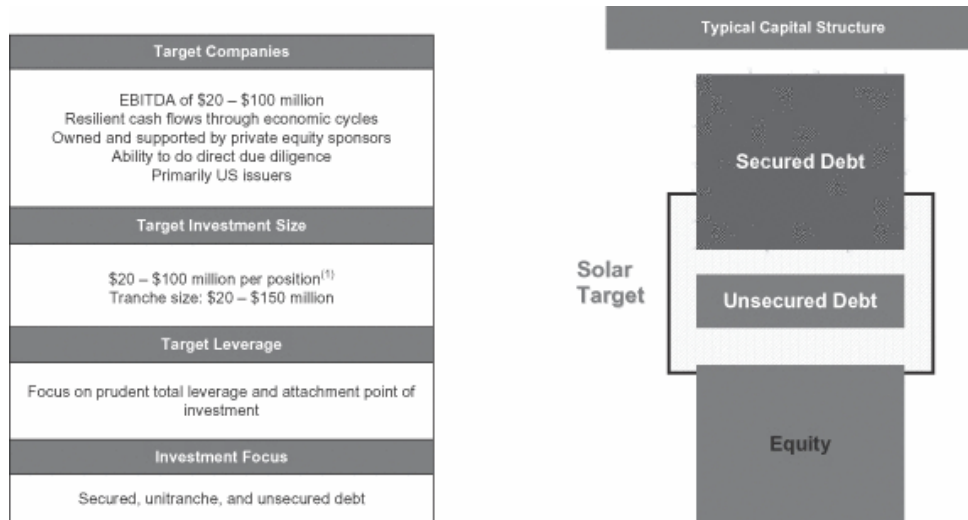 Target Companies
EBITDA of $20 – $100 million
Resilient cash flows through economic cycles
Owned and supported by private equity sponsors
Ability to do direct due diligence
Primarily US issuers
Target Investment Size
$20 – $100 million per position(1)
Tranche size: $20 – $150 million
Target Leverage
Focus on prudent total leverage and attachment point of
investment
Investment Focus
Secured, unitranche, and unsecured debt
Typical Capital Structure
Secured Debt
Solar
Target
Unsecured Debt
Equity